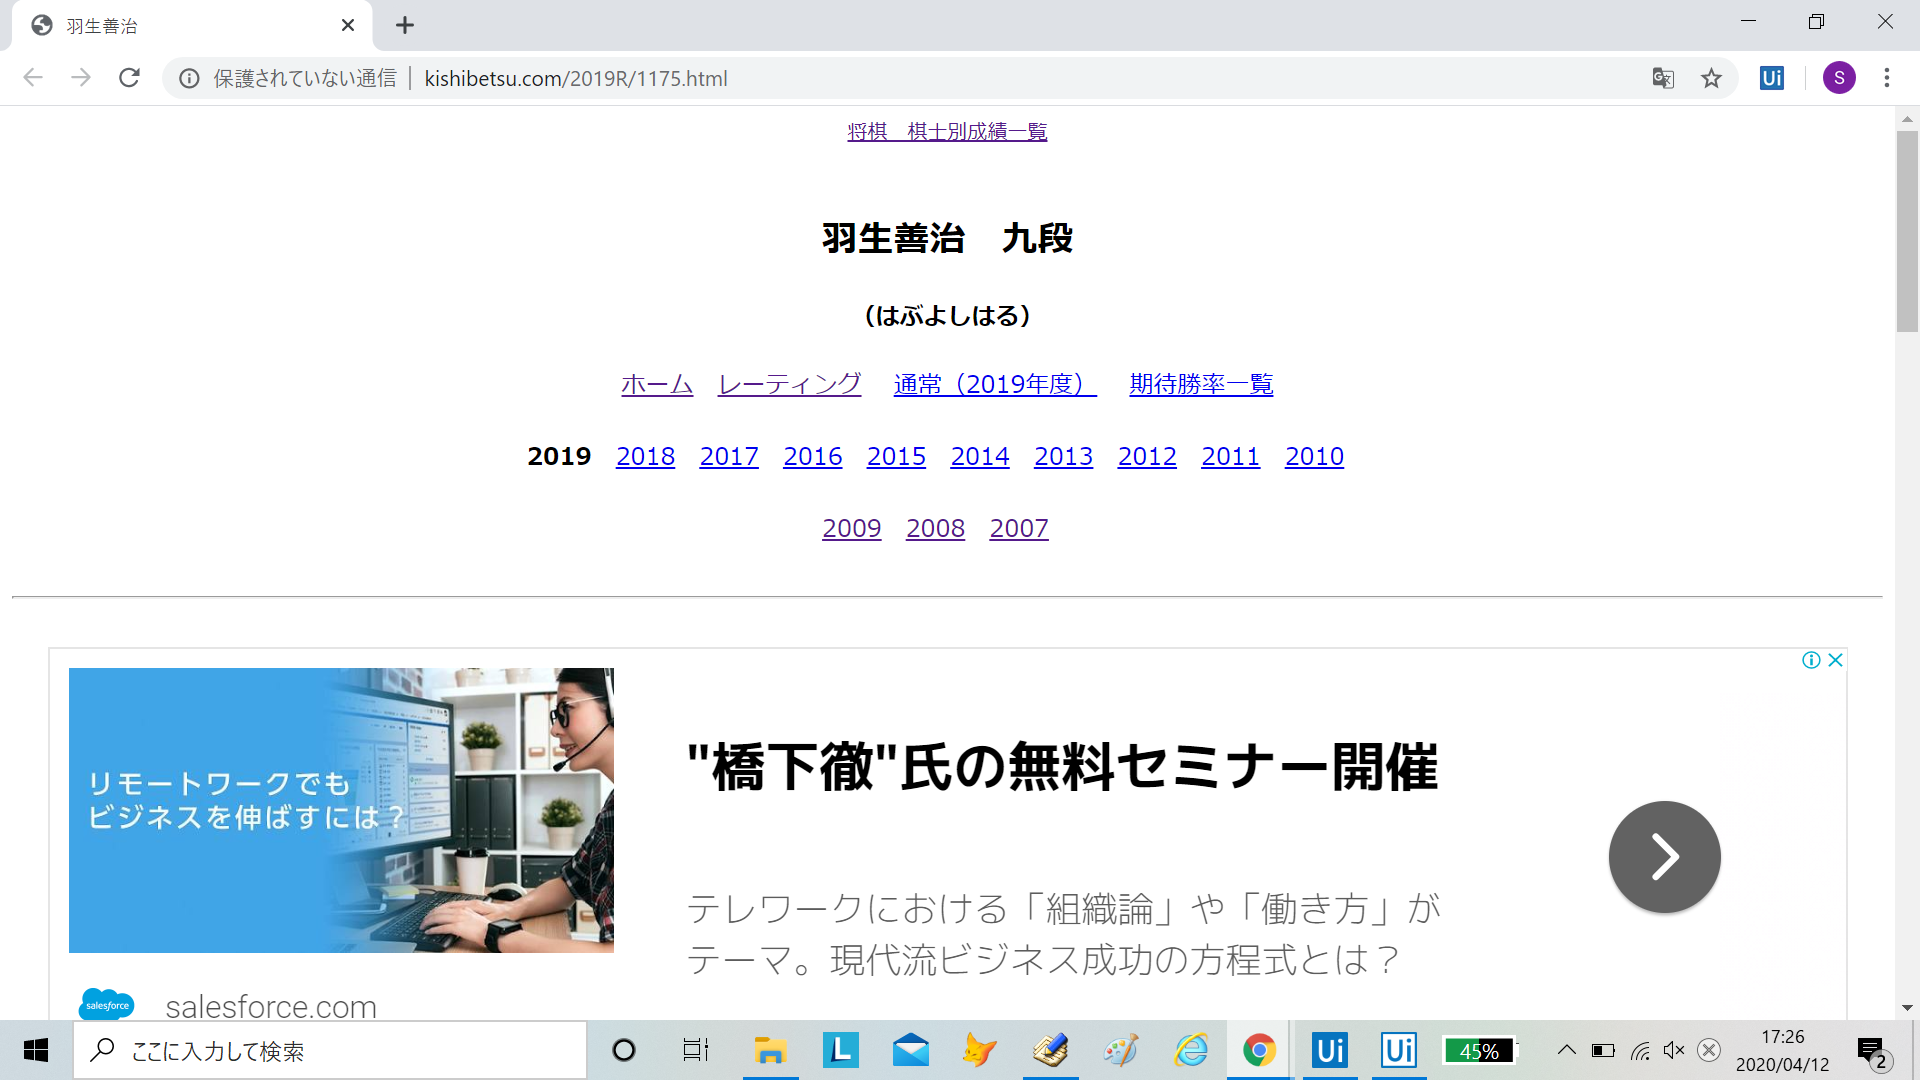 羽生善治
保護されていない通信 | kishibetsu.com/2019R/1175.html
Ui
S
将棋　棋士別成績一覧
羽生善治　九段
（はぶよしはる）
ホーム レーティング 通常（2019年度） 期待勝率一覧
2019 2018 2017 2016 2015 2014 2013 2012 2011 2010
2009 2008 2007
リモートワークでも
ビジネスを伸ばすには？
"橋下徹"氏の無料セミナー開催
テレワークにおける「組織論」や「働き方」が
テーマ。現代流ビジネス成功の方程式とは？
salesforce salesforce.com
ここに入力して検索
L
Ui
Ui
45%
17:26
2020/04/12
2